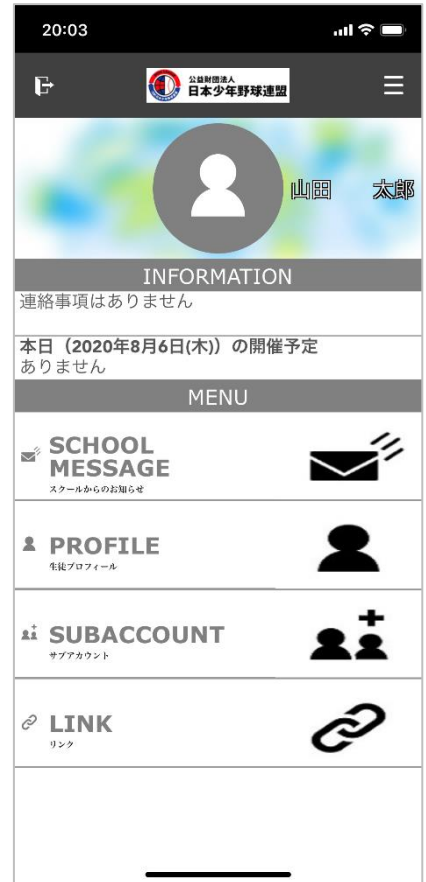 20:03
公益財団法人
日本少年野球連盟
山田 太郎
INFORMATION
連絡事項はありません
本日（2020年8月6日(木)）の開催予定
ありません
MENU
SCHOOL
MESSAGE
スクールからのお知らせ
PROFILE
生徒プロフィール
SUBACCOUNT
サブアカウント
LINK
リンク